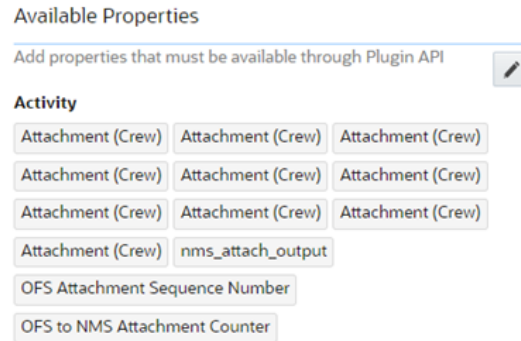 Available Properties
Add properties that must be available through Plugin API
Activity
Attachment (Crew) Attachment (Crew) Attachment (Crew)
Attachment (Crew) Attachment (Crew) Attachment (Crew)
Attachment (Crew) Attachment (Crew) Attachment (Crew)
Attachment (Crew) nms_attach_output
OFS Attachment Sequence Number
OFS to NMS Attachment Counter